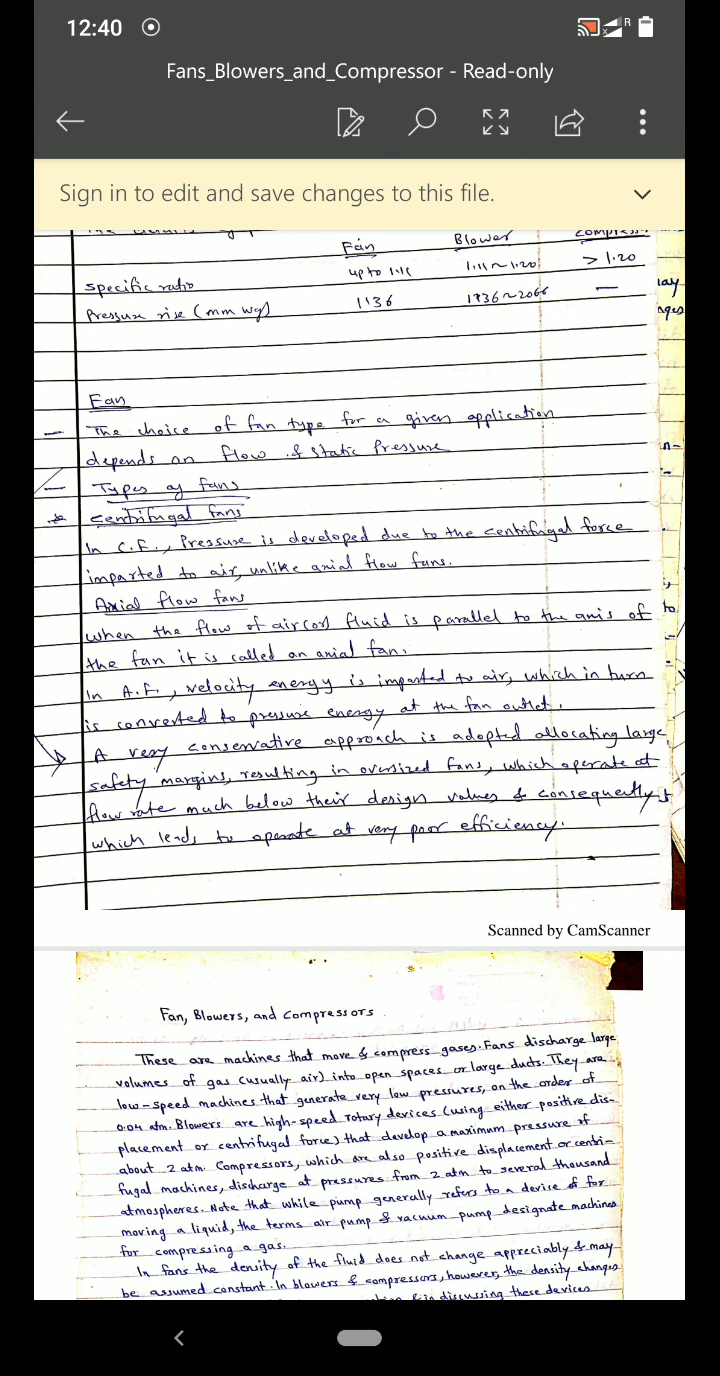 12:40
R
Fans_Blowers_and_Compressor - Read-only
Sign in to edit and save changes to this file.
Fan Blower
Specific ratio up to 1.11 1.11 ~ 1.20 > 1.20
Pressure rise (mm wg) 1136 1136 ~ 2066 —
Fan
— The choice of fan type for a given application
depends on flow & static Pressure
— Types of fans
* Centrifugal fans
In C.F., Pressure is developed due to the centrifugal force
imparted to air, unlike axial flow fans.
Axial flow fans
when the flow of air (or) fluid is parallel to the axis of
the fan it is called an axial fan.
In A.F., velocity energy is imparted to air, which in turn
is converted to pressure energy at the fan outlet.
A very conservative approach is adopted allocating large
safety margins, resulting in oversized fans, which operate at
flow rate much below their design values & consequently
which leads to operate at very poor efficiency.
Scanned by CamScanner
Fan, Blowers, and Compressors
These are machines that move & compress gases. Fans discharge large
volumes of gas (usually air) into open spaces or large ducts. They are
low-speed machines that generate very low pressures, on the order of
0.04 atm. Blowers are high-speed rotary devices (using either positive dis-
placement or centrifugal force) that develop a maximum pressure of
about 2 atm. Compressors, which are also positive displacement or centri-
fugal machines, discharge at pressures from 2 atm to several thousand
atmospheres. Note that while pump generally refers to a device of for
moving a liquid, the terms air pump & vacuum pump designate machines
for compressing a gas.
In fans the density of the fluid does not change appreciably & may
be assumed constant. In blowers & compressors, however, the density changes
in discussing these devices